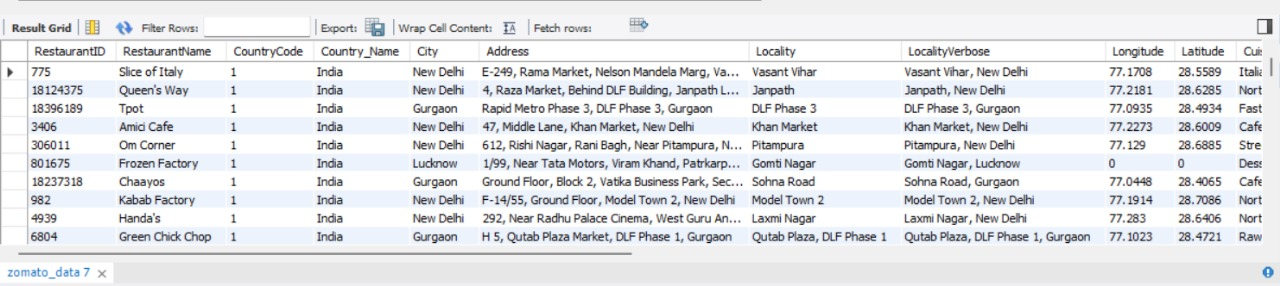 Result Grid Filter Rows: Export: Wrap Cell Content: Fetch rows:
RestaurantID RestaurantName CountryCode Country_Name City Address Locality LocalityVerbose Longitude Latitude Cui
775 Slice of Italy 1 India New Delhi E-249, Rama Market, Nelson Mandela Marg, Va... Vasant Vihar Vasant Vihar, New Delhi 77.1708 28.5589 Italia
18124375 Queen's Way 1 India New Delhi 4, Raza Market, Behind DLF Building, Janpath L... Janpath Janpath, New Delhi 77.2181 28.6285 Nort
18396189 Tpot 1 India Gurgaon Rapid Metro Phase 3, DLF Phase 3, Gurgaon DLF Phase 3 DLF Phase 3, Gurgaon 77.0935 28.4934 Fast
3406 Amici Cafe 1 India New Delhi 47, Middle Lane, Khan Market, New Delhi Khan Market Khan Market, New Delhi 77.2273 28.6009 Cafe
306011 Om Corner 1 India New Delhi 612, Rishi Nagar, Rani Bagh, Near Pitampura, N... Pitampura Pitampura, New Delhi 77.129 28.6885 Stre
801675 Frozen Factory 1 India Lucknow 1/99, Near Tata Motors, Viram Khand, Patrkarp... Gomti Nagar Gomti Nagar, Lucknow 0 0 Dess
18237318 Chaayos 1 India Gurgaon Ground Floor, Block 2, Vatika Business Park, Sec... Sohna Road Sohna Road, Gurgaon 77.0448 28.4065 Cafe
982 Kabab Factory 1 India New Delhi F-14/55, Ground Floor, Model Town 2, New Delhi Model Town 2 Model Town 2, New Delhi 77.1914 28.7086 Nort
4939 Handa's 1 India New Delhi 292, Near Radhu Palace Cinema, West Guru An... Laxmi Nagar Laxmi Nagar, New Delhi 77.283 28.6406 Nort
6804 Green Chick Chop 1 India Gurgaon H 5, Qutab Plaza Market, DLF Phase 1, Gurgaon Qutab Plaza, DLF Phase 1 Qutab Plaza, DLF Phase 1, Gurgaon 77.1023 28.4721 Raw
zomato_data 7